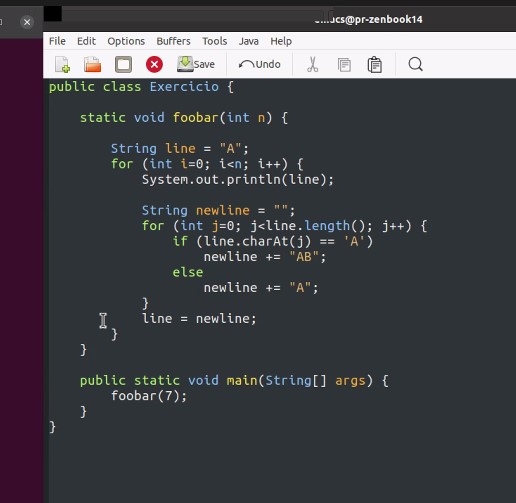 @pr-zenbook14
File Edit Options Buffers Tools Java Help
Save Undo
public class Exercicio {
static void foobar(int n) {
String line = "A";
for (int i=0; i<n; i++) {
System.out.println(line);
String newline = "";
for (int j=0; j<line.length(); j++) {
if (line.charAt(j) == 'A')
newline += "AB";
else
newline += "A";
}
line = newline;
}
}
public static void main(String[] args) {
foobar(7);
}
}